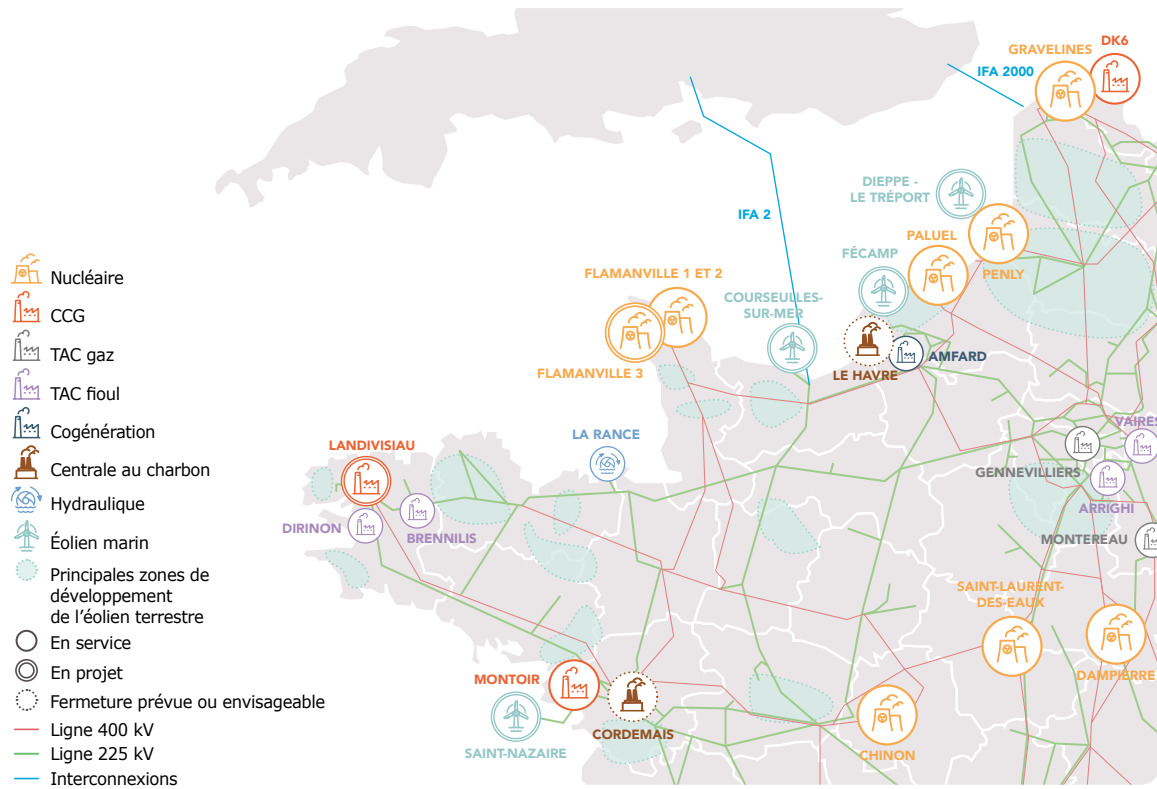 GRAVELINES
DK6
IFA 2000
DIEPPE -
LE TRÉPORT
IFA 2
PALUEL
FÉCAMP
PENLY
FLAMANVILLE 1 ET 2
COURSEULLES-
SUR-MER
FLAMANVILLE 3
LE HAVRE
AMFARD
LA RANCE
VAIRES
LANDIVISIAU
GENNEVILLIERS
ARRIGHI
DIRINON
BRENNILIS
MONTEREAU
SAINT-LAURENT-
DES-EAUX
MONTOIR
DAMPIERRE
CORDEMAIS
SAINT-NAZAIRE
CHINON
Nucléaire
CCG
TAC gaz
TAC fioul
Cogénération
Centrale au charbon
Hydraulique
Éolien marin
Principales zones de
développement
de l'éolien terrestre
En service
En projet
Fermeture prévue ou envisageable
Ligne 400 kV
Ligne 225 kV
Interconnexions